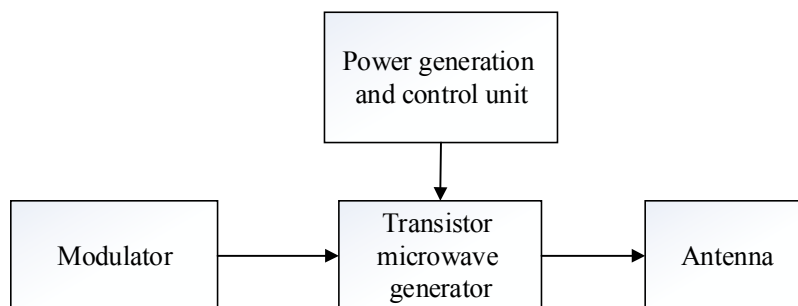 Power generation
and control unit
Modulator
Transistor
microwave
generator
Antenna